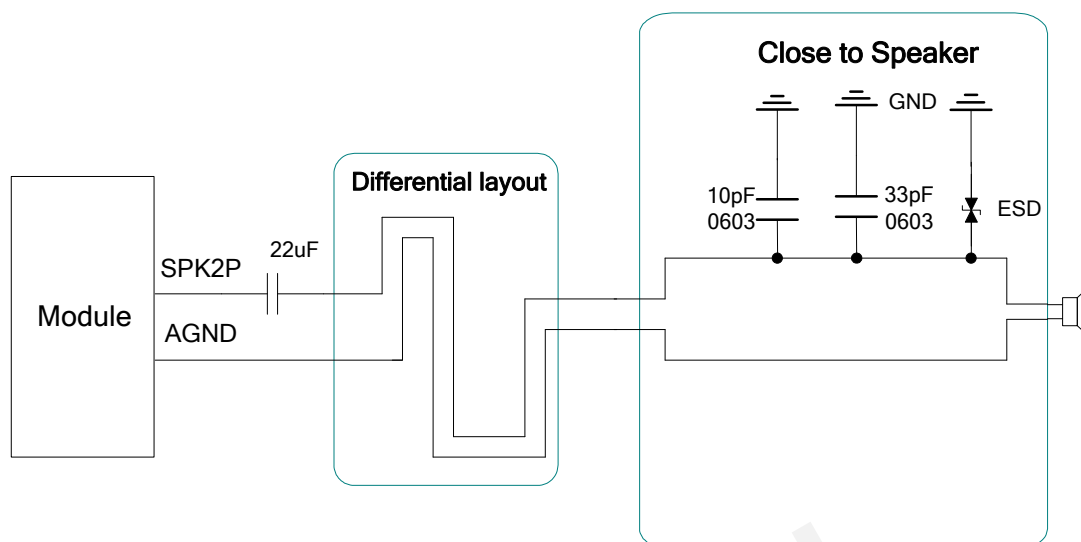 Close to Speaker
GND
Differential layout
10pF
0603
33pF
0603
ESD
22uF
SPK2P
Module
AGND